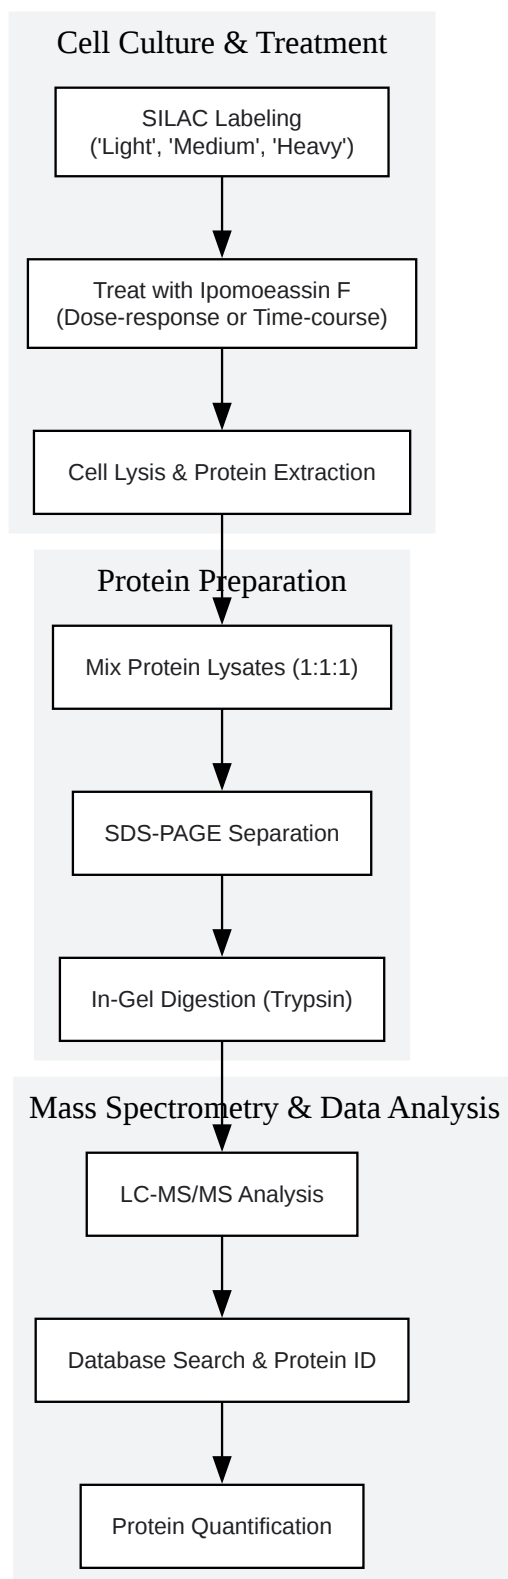 Cell Culture & Treatment
SILAC Labeling
('Light', 'Medium', 'Heavy')
Treat with Ipomoeassin F
(Dose-response or Time-course)
Cell Lysis & Protein Extraction
Protein Preparation
Mix Protein Lysates (1:1:1)
SDS-PAGE Separation
In-Gel Digestion (Trypsin)
Mass Spectrometry & Data Analysis
LC-MS/MS Analysis
Database Search & Protein ID
Protein Quantification